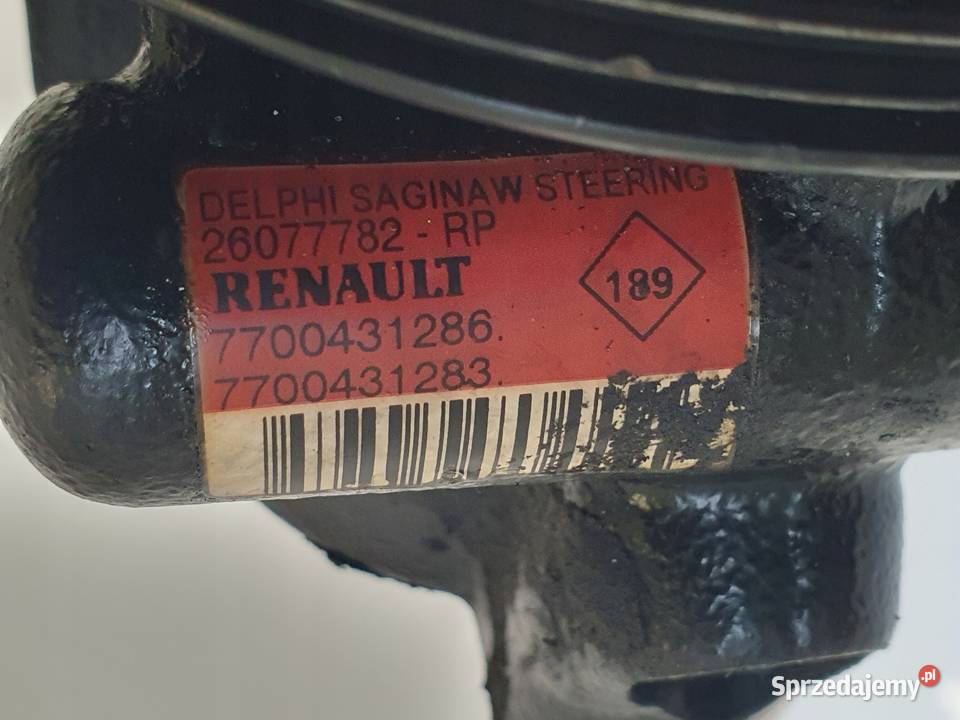 DELPHI SAGINAW STEERING
26077782 - RP
RENAULT
189
7700431286.
7700431283.
Sprzedajemy.pl